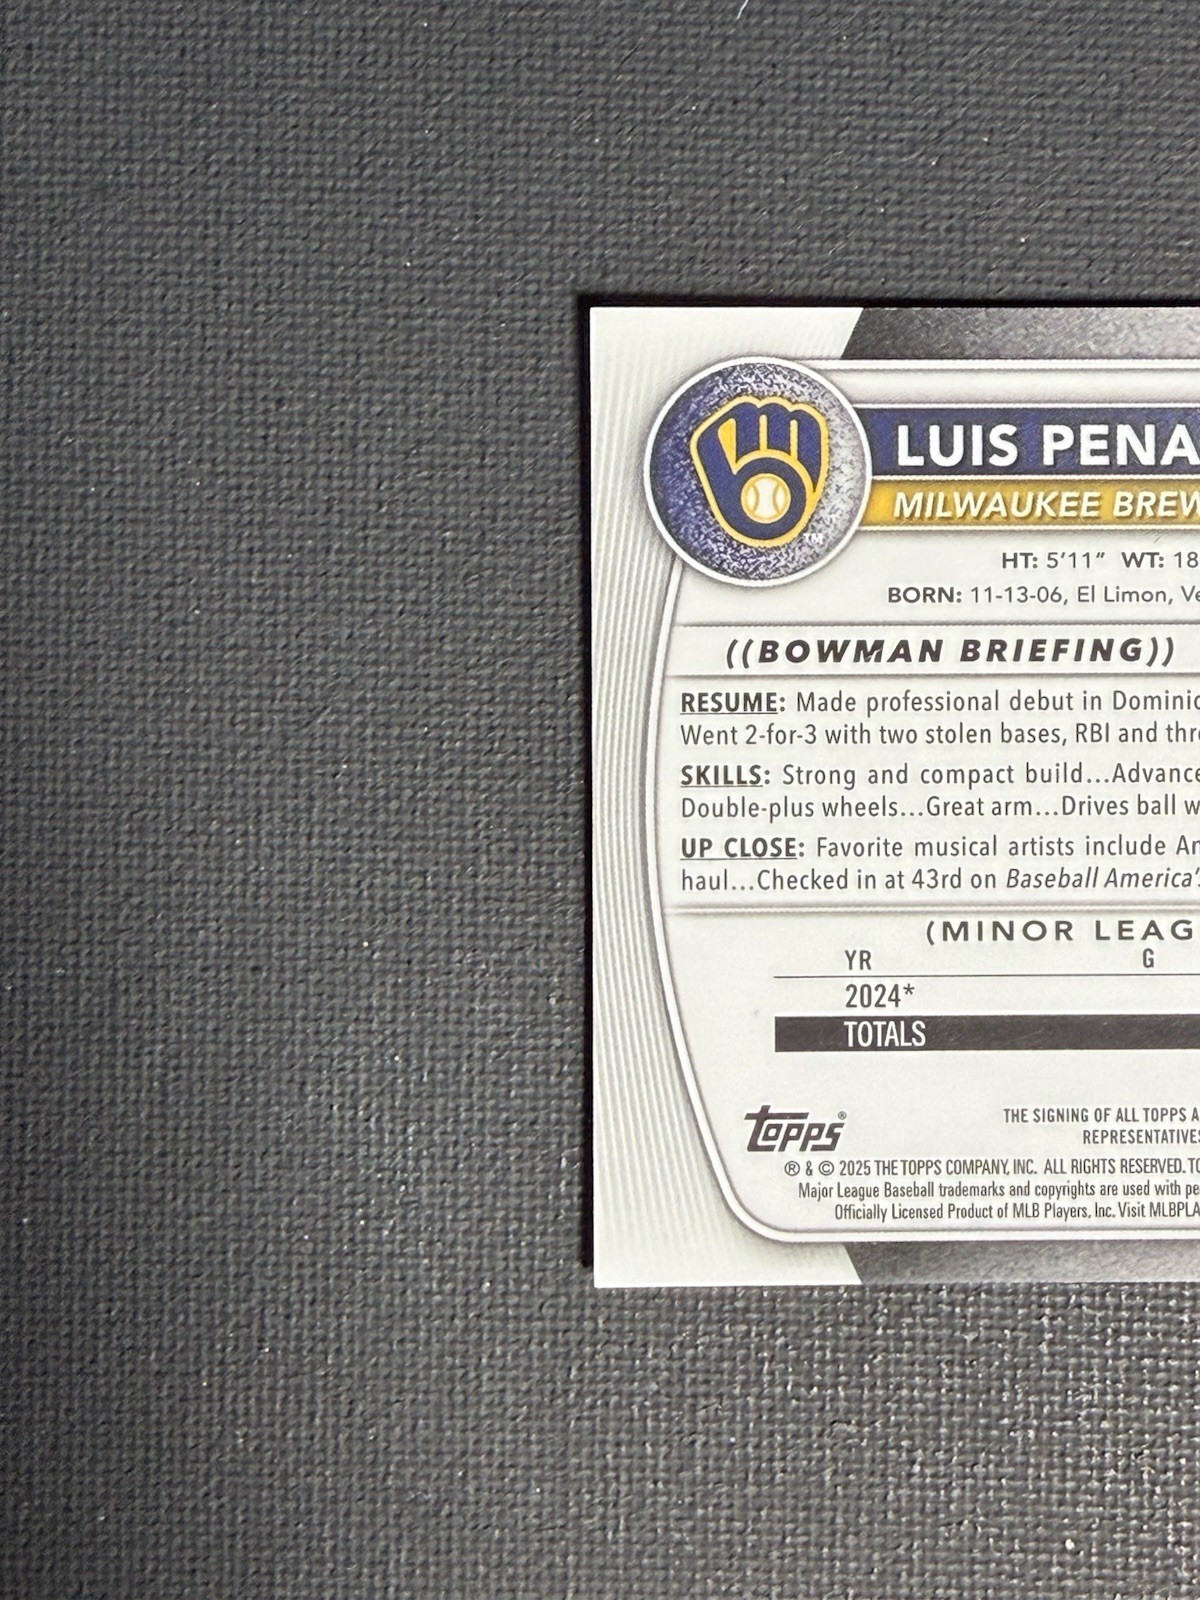 LUIS PENA
MILWAUKEE BREW
HT: 5'11" WT: 18
BORN: 11-13-06, El Limon, Ve
((BOWMAN BRIEFING))
RESUME: Made professional debut in Dominic
Went 2-for-3 with two stolen bases, RBI and thr
SKILLS: Strong and compact build...Advance
Double-plus wheels...Great arm...Drives ball w
UP CLOSE: Favorite musical artists include An
haul...Checked in at 43rd on Baseball America's
(MINOR LEAG
YR G
2024*
TOTALS
Topps®
THE SIGNING OF ALL TOPPS A
REPRESENTATIVES
® & © 2025 THE TOPPS COMPANY, INC. ALL RIGHTS RESERVED. TO
Major League Baseball trademarks and copyrights are used with pe
Officially Licensed Product of MLB Players, Inc. Visit MLBPLA
TM